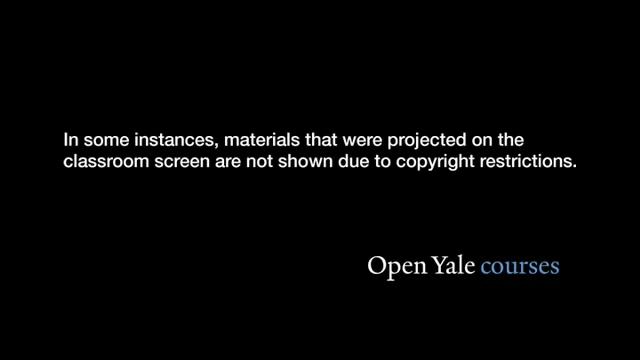 In some instances, materials that were projected on the
classroom screen are not shown due to copyright restrictions.
Open Yale courses